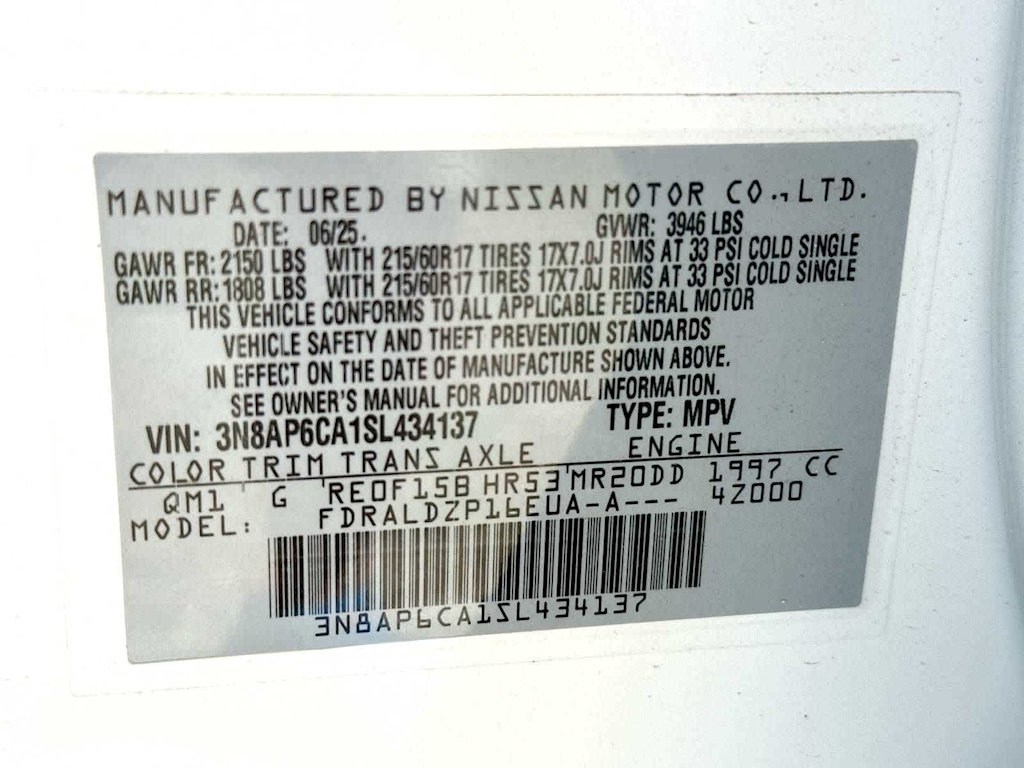 MANUFACTURED BY NISSAN MOTOR CO.,LTD.
DATE: 06/25. GVWR: 3946 LBS
GAWR FR: 2150 LBS WITH 215/60R17 TIRES 17X7.0J RIMS AT 33 PSI COLD SINGLE
GAWR RR: 1808 LBS WITH 215/60R17 TIRES 17X7.0J RIMS AT 33 PSI COLD SINGLE
THIS VEHICLE CONFORMS TO ALL APPLICABLE FEDERAL MOTOR
VEHICLE SAFETY AND THEFT PREVENTION STANDARDS
IN EFFECT ON THE DATE OF MANUFACTURE SHOWN ABOVE.
SEE OWNER'S MANUAL FOR ADDITIONAL INFORMATION.
VIN: 3N8AP6CA1SL434137 TYPE: MPV
COLOR TRIM TRANS AXLE ENGINE
QM1 G RE0F15B HR53 MR20DD 1997 CC
MODEL: FDRALDZP16EUA-A--- 4Z000
3N8AP6CA1SL434137